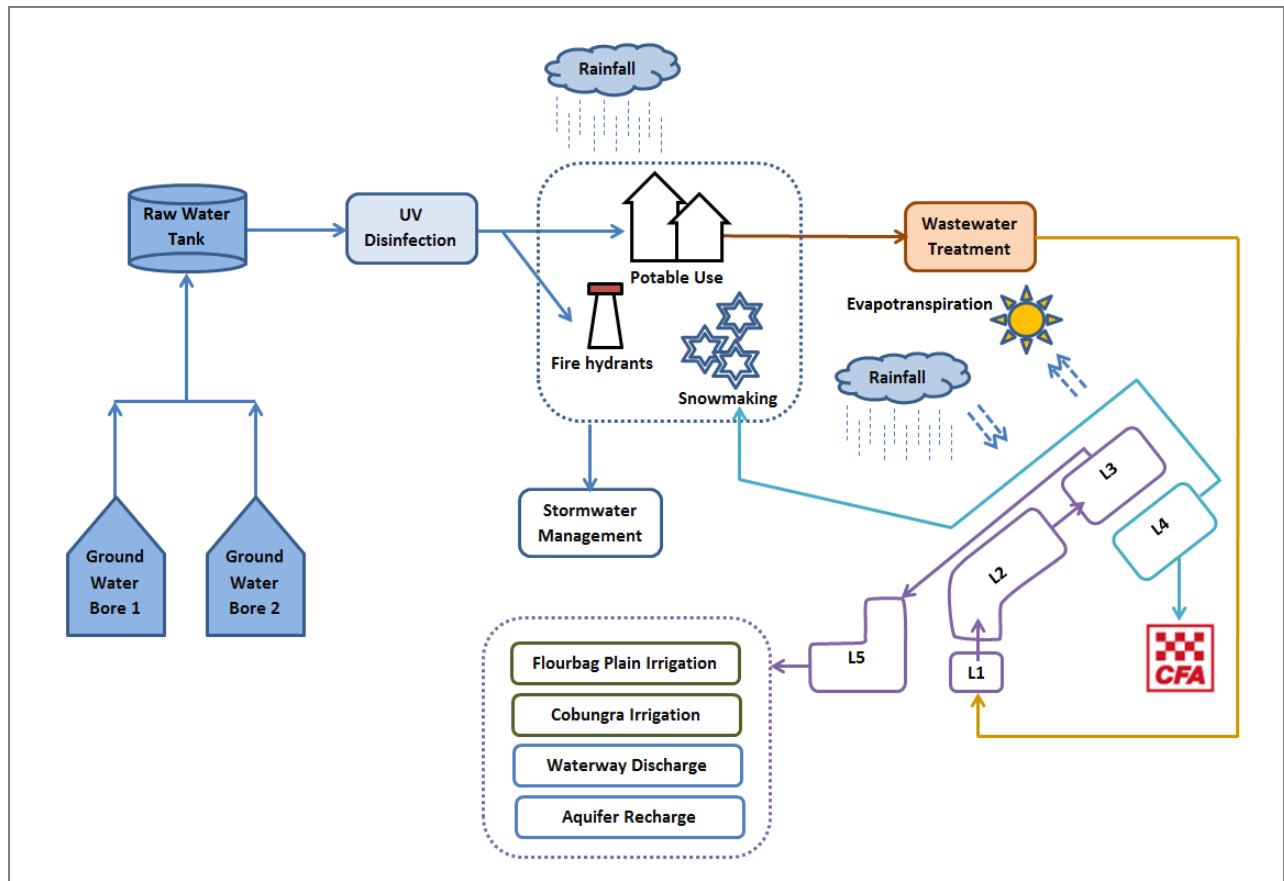 Rainfall
Raw Water
Tank
UV
Disinfection
Potable Use
Wastewater
Treatment
Evapotranspiration
Fire hydrants
Snowmaking
Rainfall
Stormwater
Management
Ground
Water
Bore 1
Ground
Water
Bore 2
L3
L4
L2
L5
L1
CFA
Flourbag Plain Irrigation
Cobungra Irrigation
Waterway Discharge
Aquifer Recharge